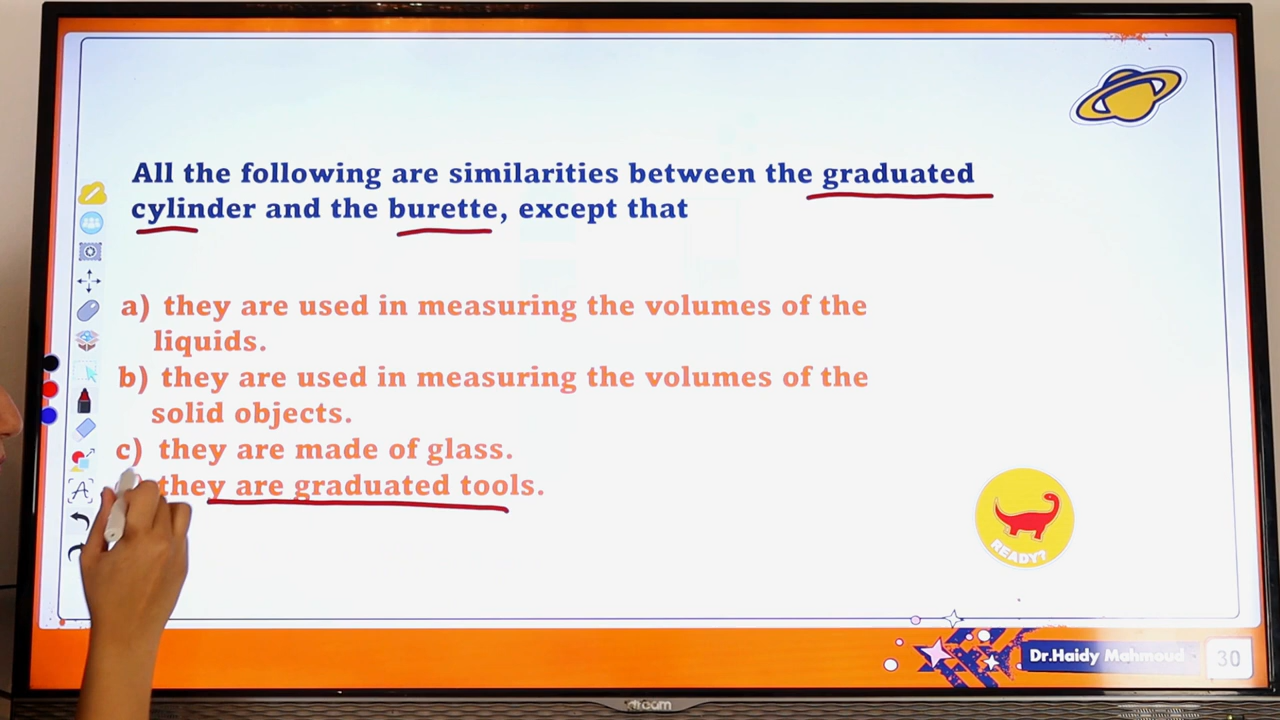 All the following are similarities between the graduated
cylinder and the burette, except that
a) they are used in measuring the volumes of the
liquids.
b) they are used in measuring the volumes of the
solid objects.
c) they are made of glass.
they are graduated tools.
READY?
Dr.Haidy Mahmoud
30
dream